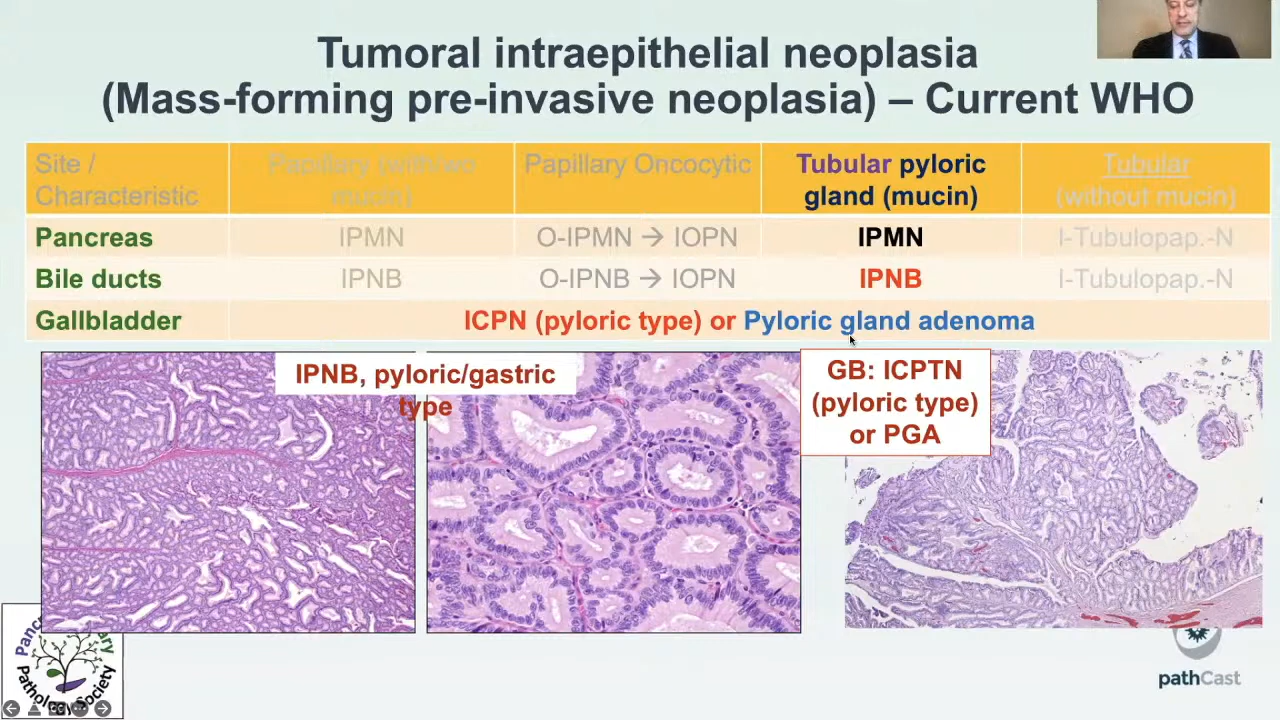 Tumoral intraepithelial neoplasia
(Mass-forming pre-invasive neoplasia) – Current WHO
Site / Characteristic
Papillary (with/wo mucin)
Papillary Oncocytic
Tubular pyloric gland (mucin)
Tubular (without mucin)
Pancreas
IPMN
O-IPMN → IOPN
IPMN
I-Tubulopap.-N
Bile ducts
IPNB
O-IPNB → IOPN
IPNB
I-Tubulopap.-N
Gallbladder
ICPN (pyloric type) or Pyloric gland adenoma
IPNB, pyloric/gastric
type
GB: ICPTN
(pyloric type)
or PGA
Pathology Society
pathCast